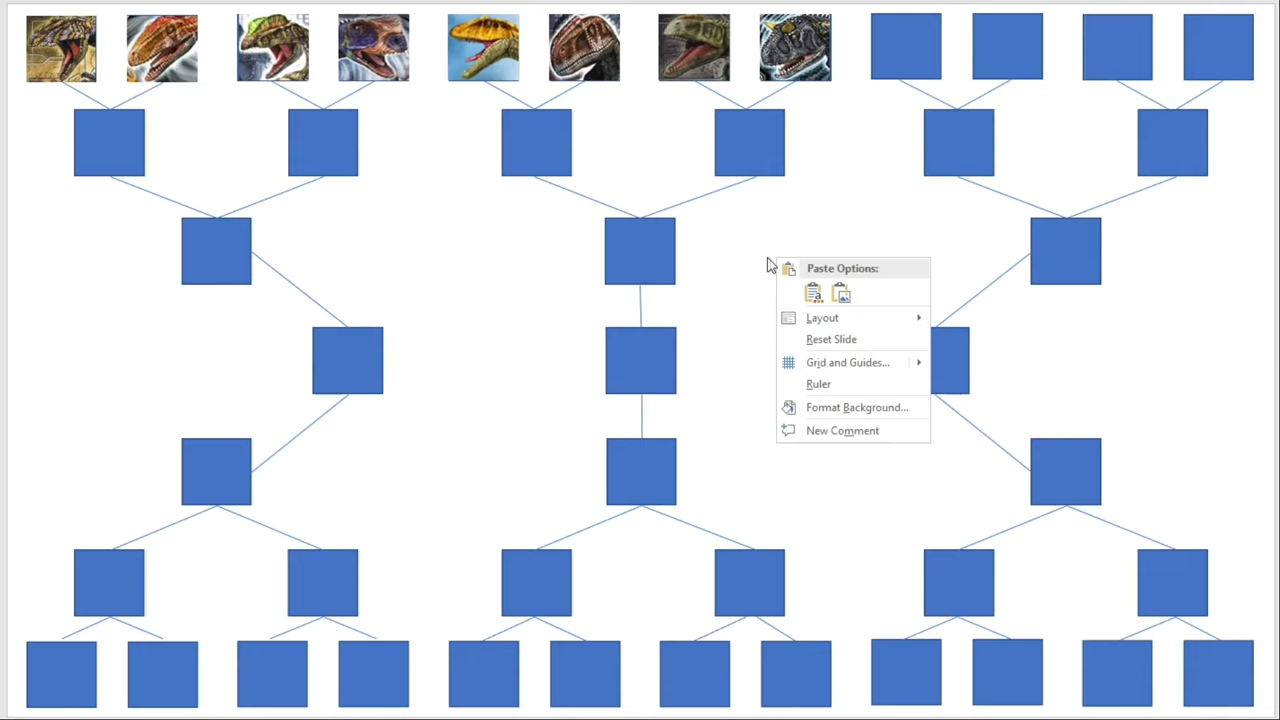 Paste Options:
Layout
Reset Slide
Grid and Guides...
Ruler
Format Background...
New Comment